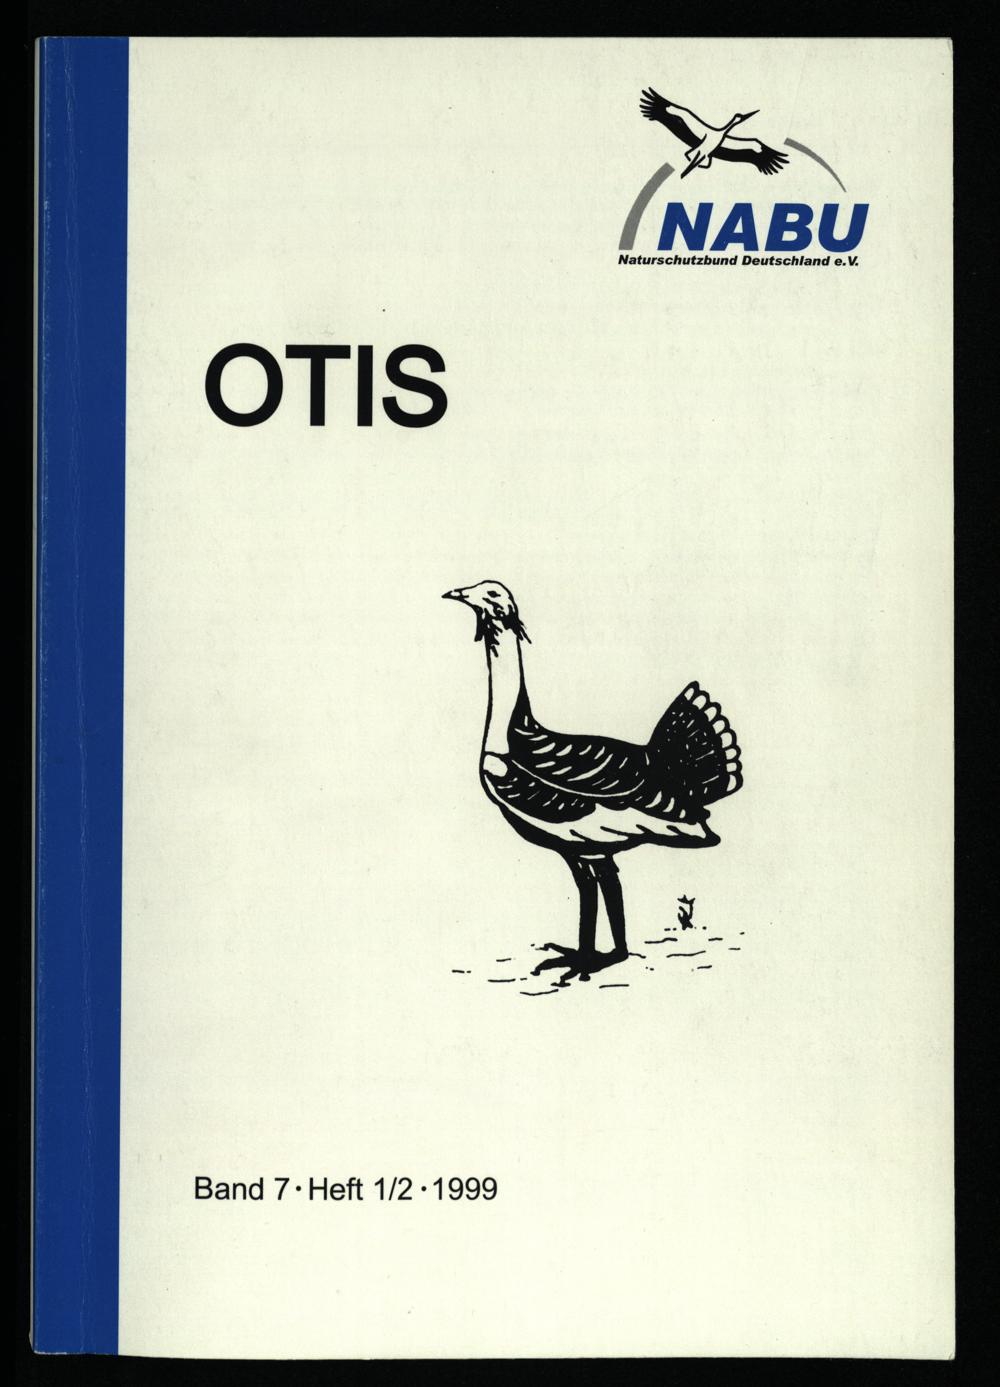 NABU
Naturschutzbund Deutschland e.V.
OTIS
Band 7 · Heft 1/2 · 1999